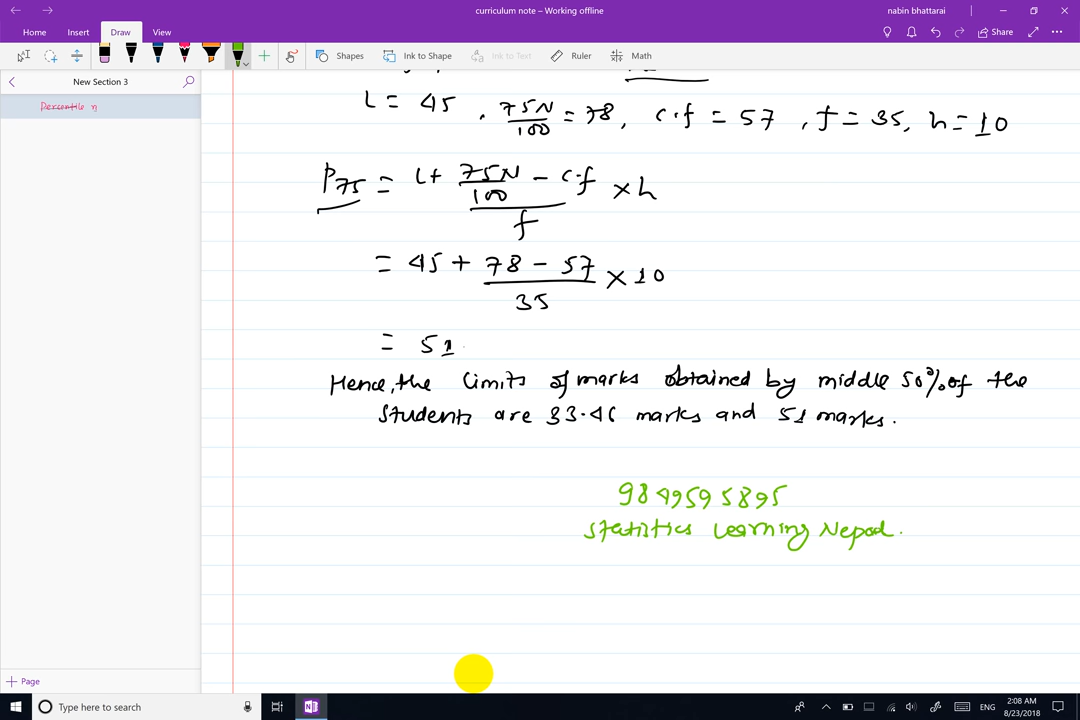 curriculum note – Working offline
nabin bhattarai
Home Insert Draw View
Share
Shapes Ink to Shape Ink to Text Ruler Math
New Section 3
Percentile
L = 45 , 75N/100 = 78, c.f = 57 , f = 35, h = 10
P75 = L + (75N/100 - c.f)/f × h
= 45 + (78 - 57)/35 × 10
= 51
Hence, the limits of marks obtained by middle 50% of the
students are 33.46 marks and 51 marks.
9849595895
Statistics Learning Nepal.
+ Page
Type here to search
ENG
2:08 AM
8/23/2018